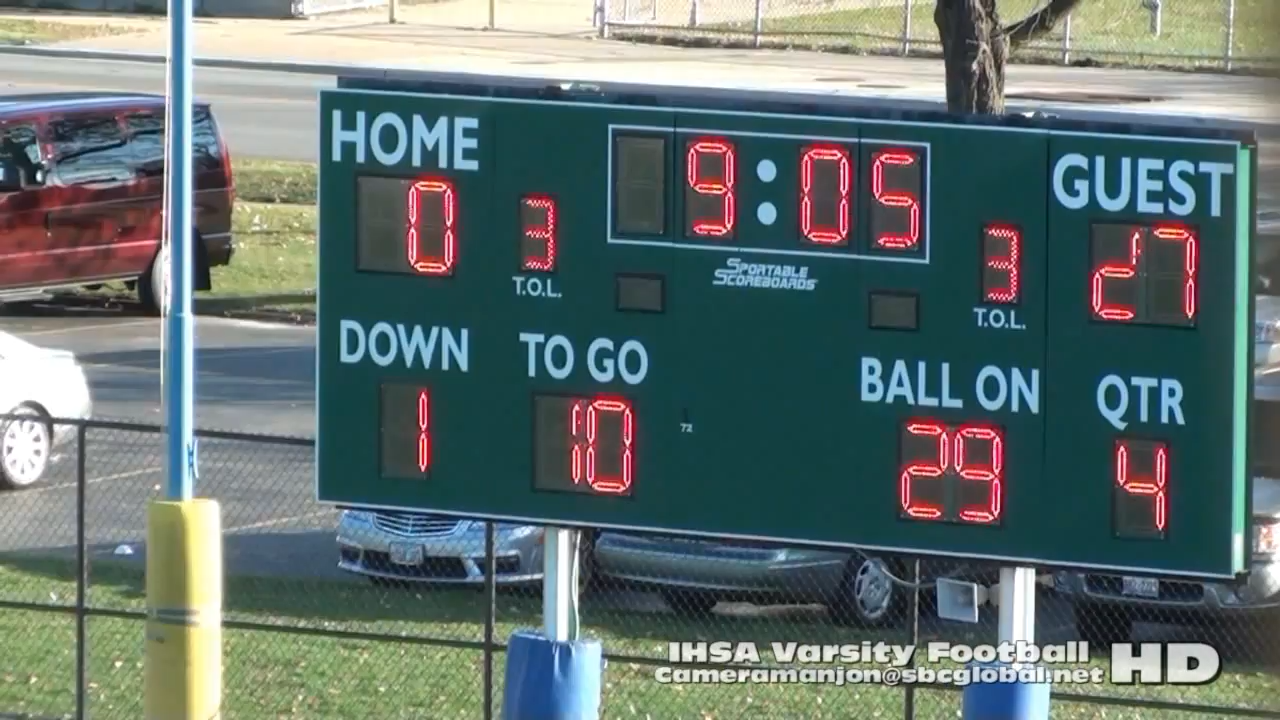 HOME
9:05
GUEST
0
3
T.O.L.
SPORTABLE
SCOREBOARDS
3
T.O.L.
27
DOWN
TO GO
BALL ON
QTR
1
10
72
29
4
IHSA Varsity Football HD
cameramanjon@sbcglobal.net